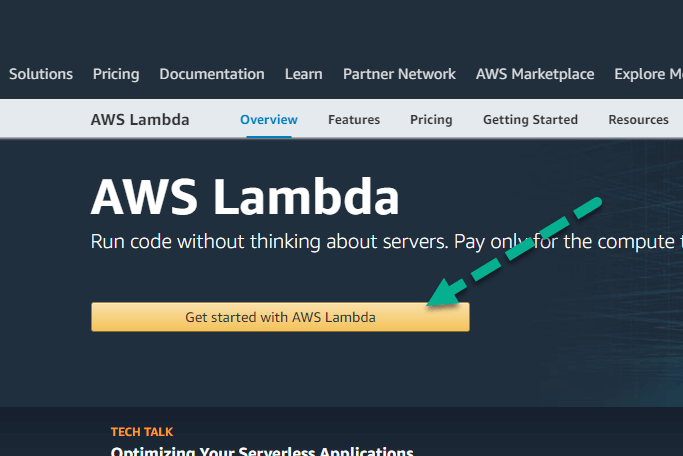 Solutions Pricing Documentation Learn Partner Network AWS Marketplace Explore M
AWS Lambda Overview Features Pricing Getting Started Resources
AWS Lambda
Run code without thinking about servers. Pay only for the compute t
Get started with AWS Lambda
TECH TALK
Optimizing Your Serverless Applications